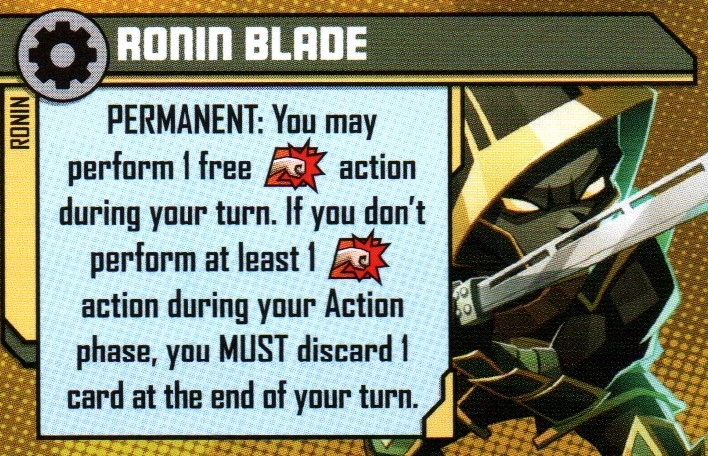 RONIN BLADE
RONIN
PERMANENT: You may
perform 1 free action
during your turn. If you don't
perform at least 1
action during your Action
phase, you MUST discard 1
card at the end of your turn.